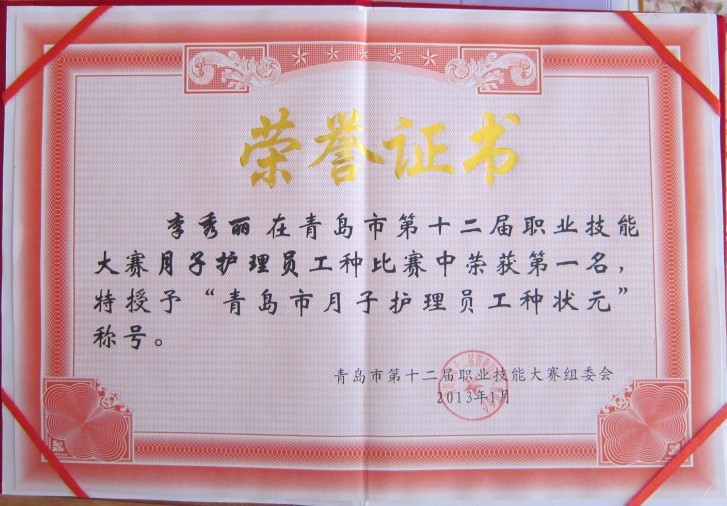 荣誉证书
李秀丽在青岛市第十二届职业技能
大赛月子护理员工种比赛中荣获第一名，
特授予“青岛市月子护理员工种状元”
称号。
青岛市第十二届职业技能大赛组委会
2013年1月